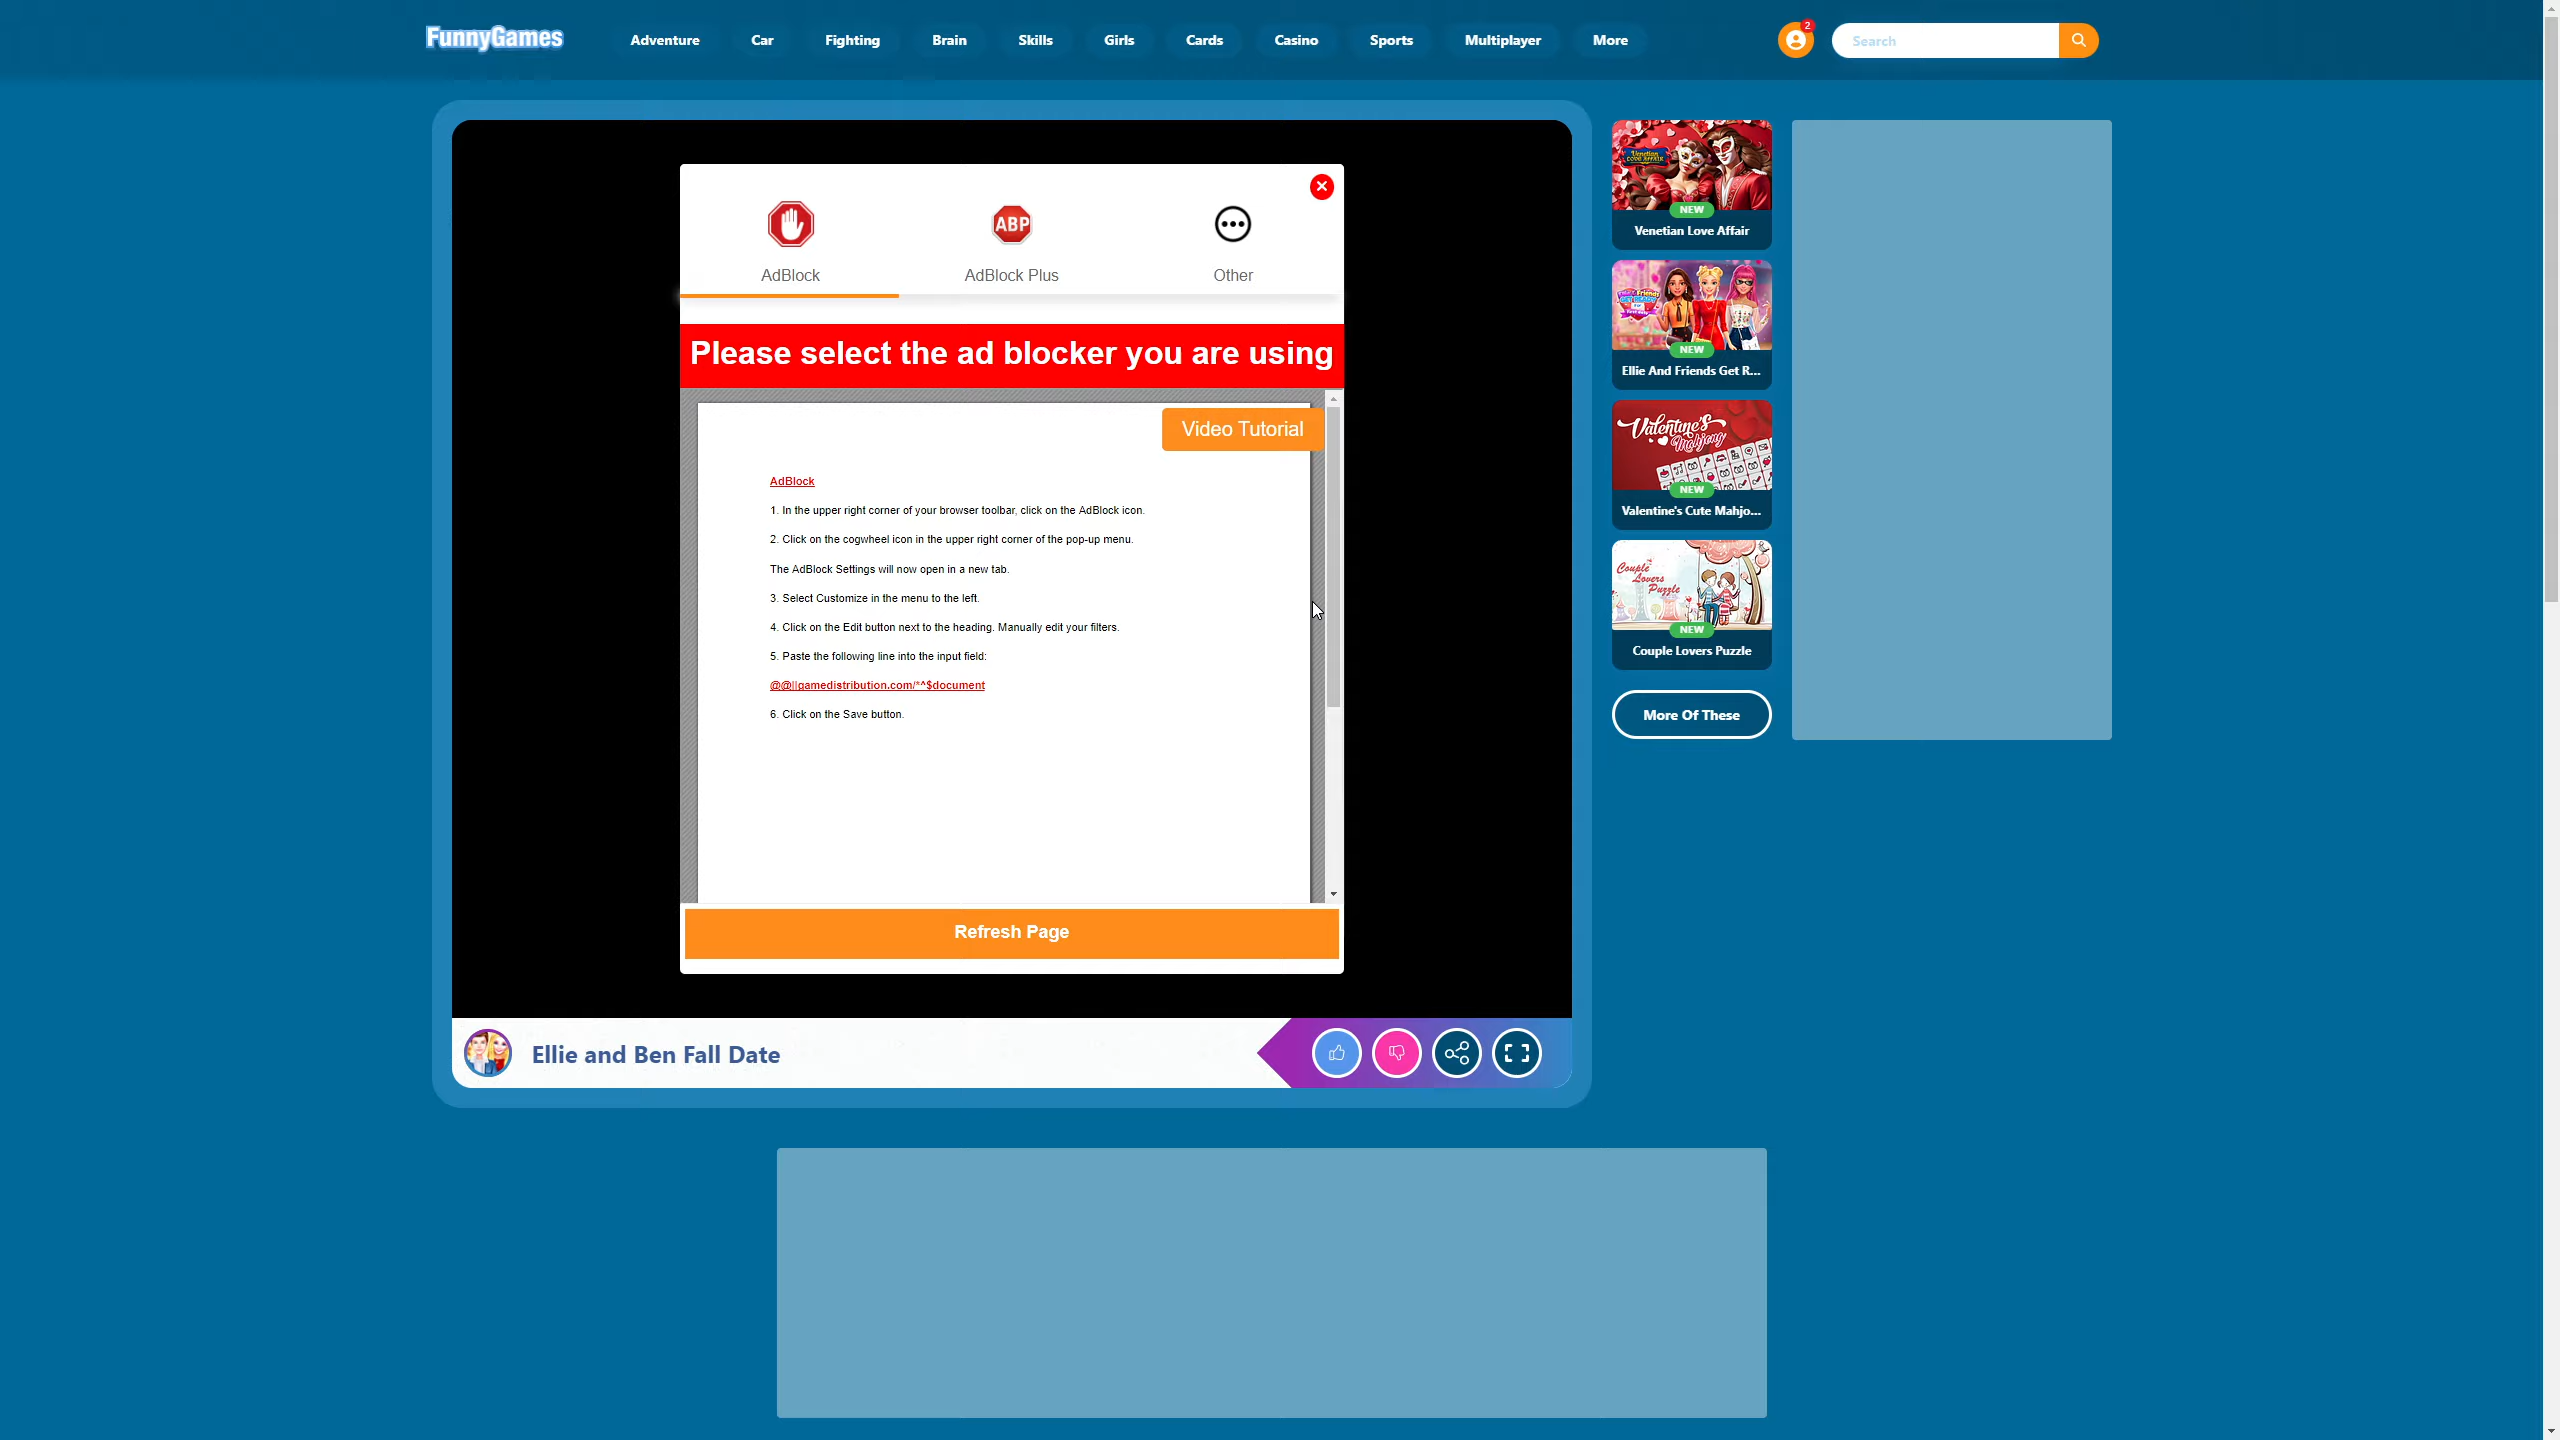 FunnyGames
Adventure
Car
Fighting
Brain
Skills
Girls
Cards
Casino
Sports
Multiplayer
More
2
Search
AdBlock
ABP
AdBlock Plus
Other
Please select the ad blocker you are using
Video Tutorial
AdBlock
1. In the upper right corner of your browser toolbar, click on the AdBlock icon.
2. Click on the cogwheel icon in the upper right corner of the pop-up menu.
The AdBlock Settings will now open in a new tab.
3. Select Customize in the menu to the left.
4. Click on the Edit button next to the heading. Manually edit your filters.
5. Paste the following line into the input field:
@@||gamedistribution.com/*^$document
6. Click on the Save button.
Refresh Page
Ellie and Ben Fall Date
Venetian
LOVE AFFAIR
NEW
Venetian Love Affair
GET READY
NEW
Ellie And Friends Get R...
Valentine's
Mahjong
NEW
Valentine's Cute Mahjo...
Couple
Lovers
Puzzle
NEW
Couple Lovers Puzzle
More Of These